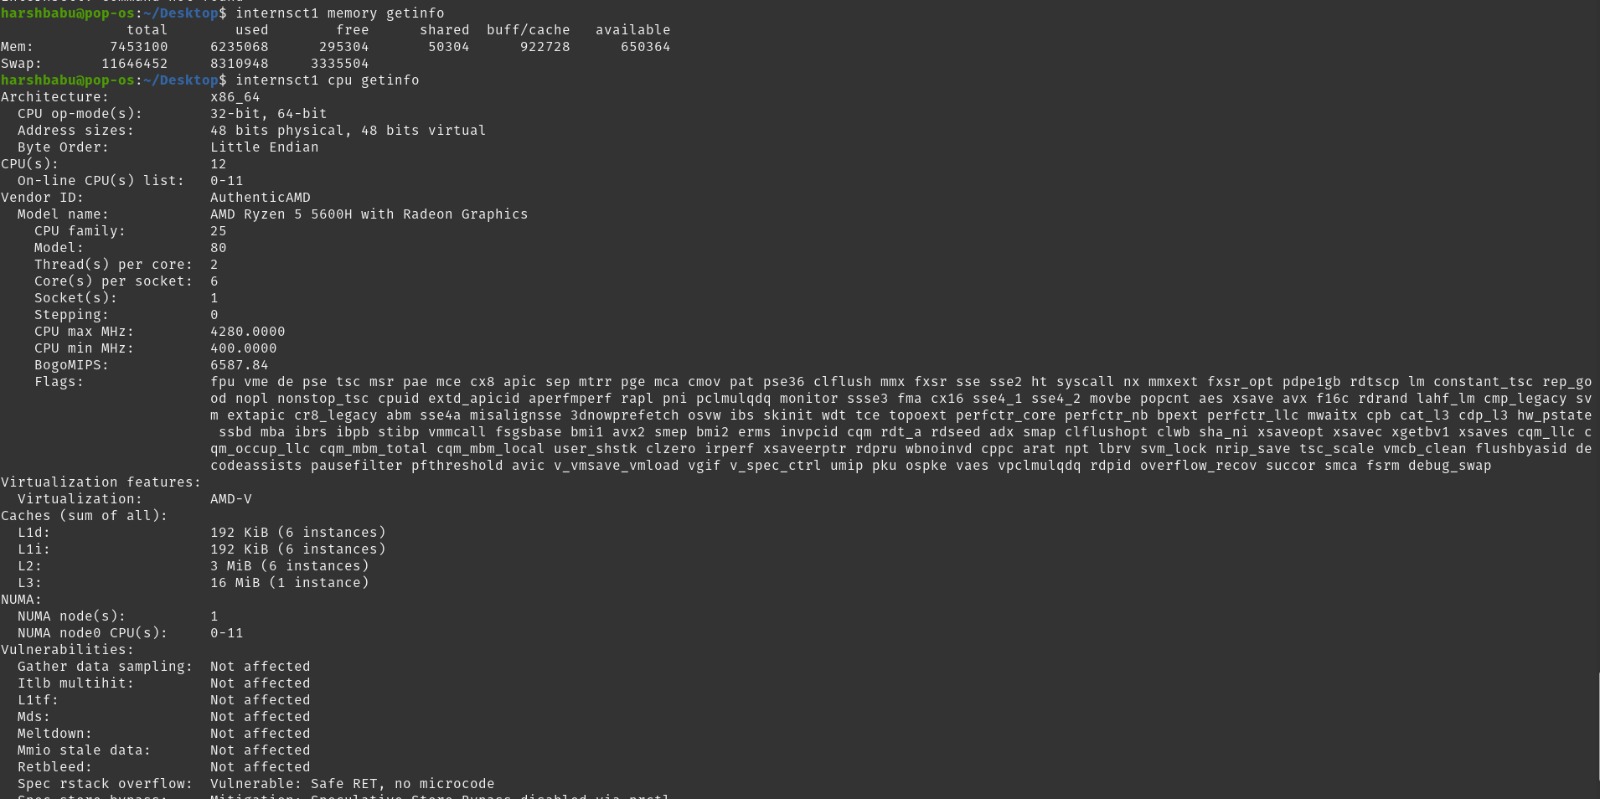 harshbabu@pop-os:~/Desktop$ internsct1 memory getinfo
               total     used      free      shared  buff/cache   available
Mem:          7453100     6235068      295304       50304      922728      650364
Swap:        11646452     8310948     3335504
harshbabu@pop-os:~/Desktop$ internsct1 cpu getinfo
Architecture:            x86_64
  CPU op-mode(s):        32-bit, 64-bit
  Address sizes:         48 bits physical, 48 bits virtual
  Byte Order:            Little Endian
CPU(s):                  12
  On-line CPU(s) list:   0-11
Vendor ID:               AuthenticAMD
  Model name:            AMD Ryzen 5 5600H with Radeon Graphics
    CPU family:          25
    Model:               80
    Thread(s) per core:  2
    Core(s) per socket:  6
    Socket(s):           1
    Stepping:            0
    CPU max MHz:         4280.0000
    CPU min MHz:         400.0000
    BogoMIPS:            6587.84
    Flags:               fpu vme de pse tsc msr pae mce cx8 apic sep mtrr pge mca cmov pat pse36 clflush mmx fxsr sse sse2 ht syscall nx mmxext fxsr_opt pdpe1gb rdtscp lm constant_tsc rep_go
                         od nopl nonstop_tsc cpuid extd_apicid aperfmperf rapl pni pclmulqdq monitor ssse3 fma cx16 sse4_1 sse4_2 movbe popcnt aes xsave avx f16c rdrand lahf_lm cmp_legacy sv
                         m extapic cr8_legacy abm sse4a misalignsse 3dnowprefetch osvw ibs skinit wdt tce topoext perfctr_core perfctr_nb bpext perfctr_llc mwaitx cpb cat_l3 cdp_l3 hw_pstate
                          ssbd mba ibrs ibpb stibp vmmcall fsgsbase bmi1 avx2 smep bmi2 erms invpcid cqm rdt_a rdseed adx smap clflushopt clwb sha_ni xsaveopt xsavec xgetbv1 xsaves cqm_llc c
                         qm_occup_llc cqm_mbm_total cqm_mbm_local user_shstk clzero irperf xsaveerptr rdpru wbnoinvd cppc arat npt lbrv svm_lock nrip_save tsc_scale vmcb_clean flushbyasid de
                         codeassists pausefilter pfthreshold avic v_vmsave_vmload vgif v_spec_ctrl umip pku ospke vaes vpclmulqdq rdpid overflow_recov succor smca fsrm debug_swap
Virtualization features:
  Virtualization:        AMD-V
Caches (sum of all):
  L1d:                   192 KiB (6 instances)
  L1i:                   192 KiB (6 instances)
  L2:                    3 MiB (6 instances)
  L3:                    16 MiB (1 instance)
NUMA:
  NUMA node(s):          1
  NUMA node0 CPU(s):     0-11
Vulnerabilities:
  Gather data sampling:  Not affected
  Itlb multihit:         Not affected
  L1tf:                  Not affected
  Mds:                   Not affected
  Meltdown:              Not affected
  Mmio stale data:       Not affected
  Retbleed:              Not affected
  Spec rstack overflow:  Vulnerable: Safe RET, no microcode
  Spec store bypass:     Mitigation: Speculative Store Bypass disabled via prctl